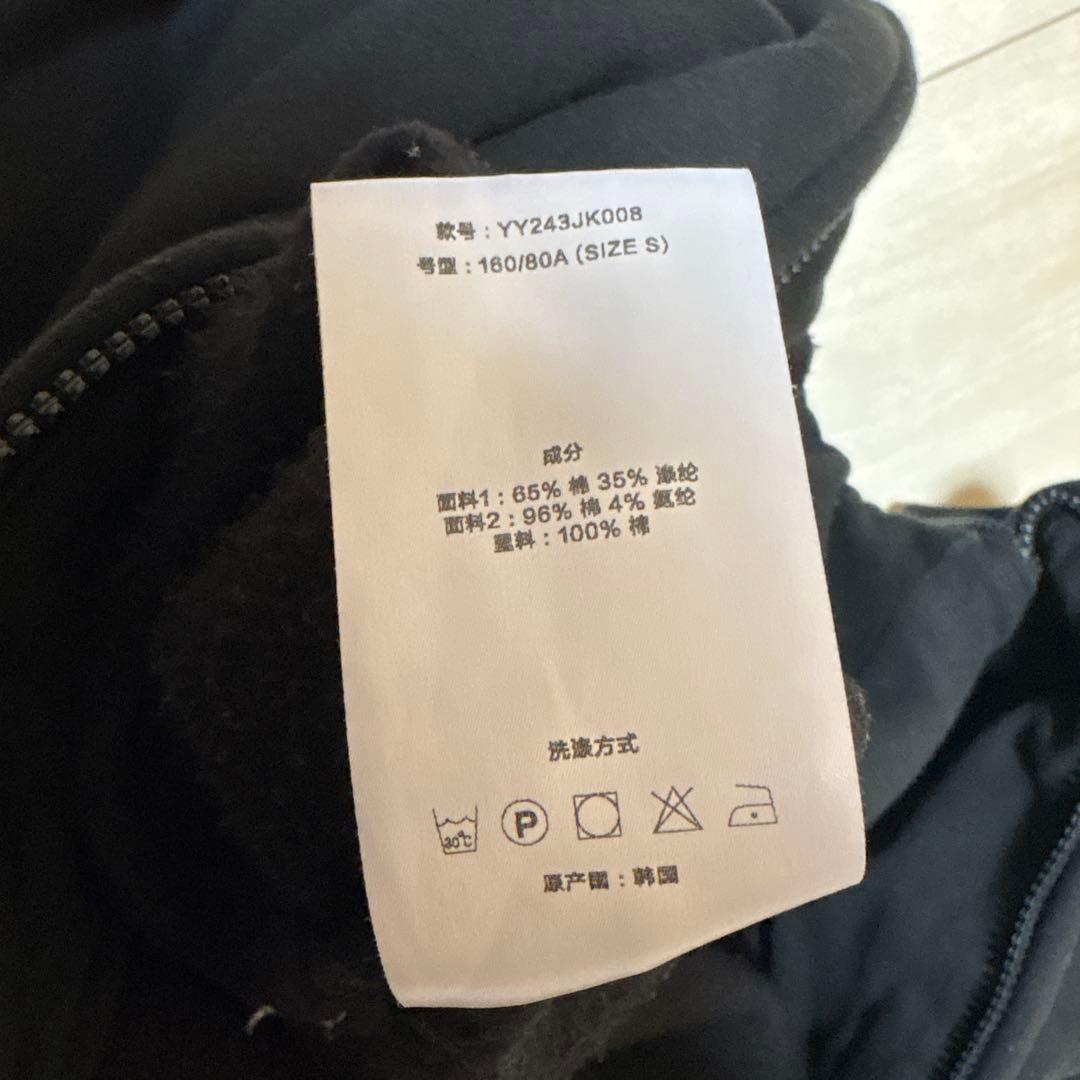 款号 : YY243JK008
号型 : 160/80A (SIZE S)
成分
面料1 : 65% 棉 35% 涤纶
面料2 : 96% 棉 4% 氨纶
里料 : 100% 棉
洗涤方式
30℃ P
原产国 : 韩国